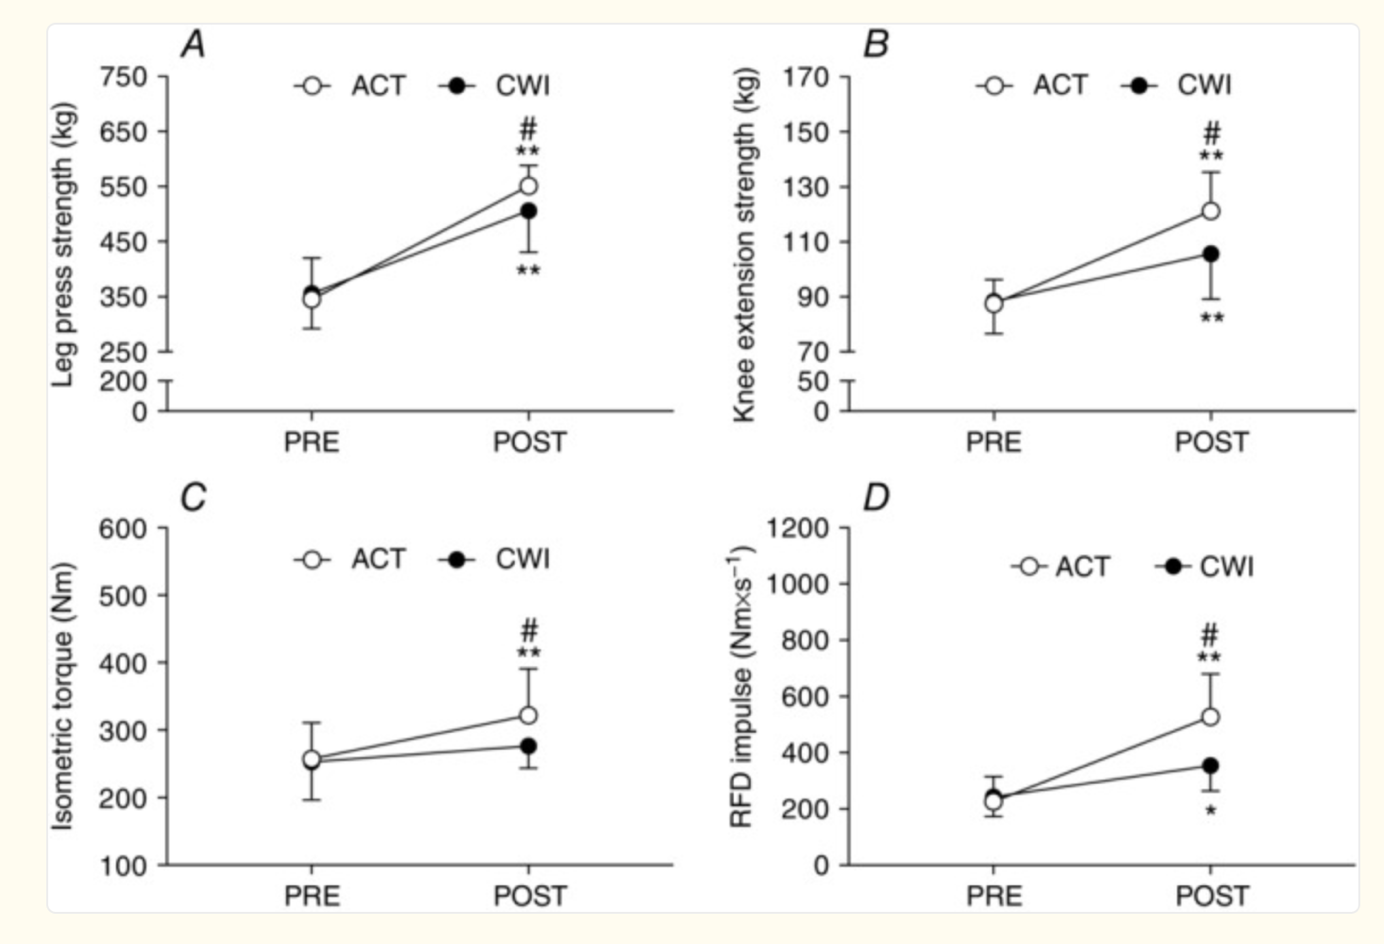 A
Leg press strength (kg)
750
650
550
450
350
250
200
0
ACT CWI
#
**
**
PRE POST
B
Knee extension strength (kg)
170
150
130
110
90
70
50
0
ACT CWI
#
**
**
PRE POST
C
Isometric torque (Nm)
600
500
400
300
200
100
ACT CWI
#
**
PRE POST
D
RFD impulse (Nm×s⁻¹)
1200
1000
800
600
400
200
0
ACT CWI
#
**
*
PRE POST